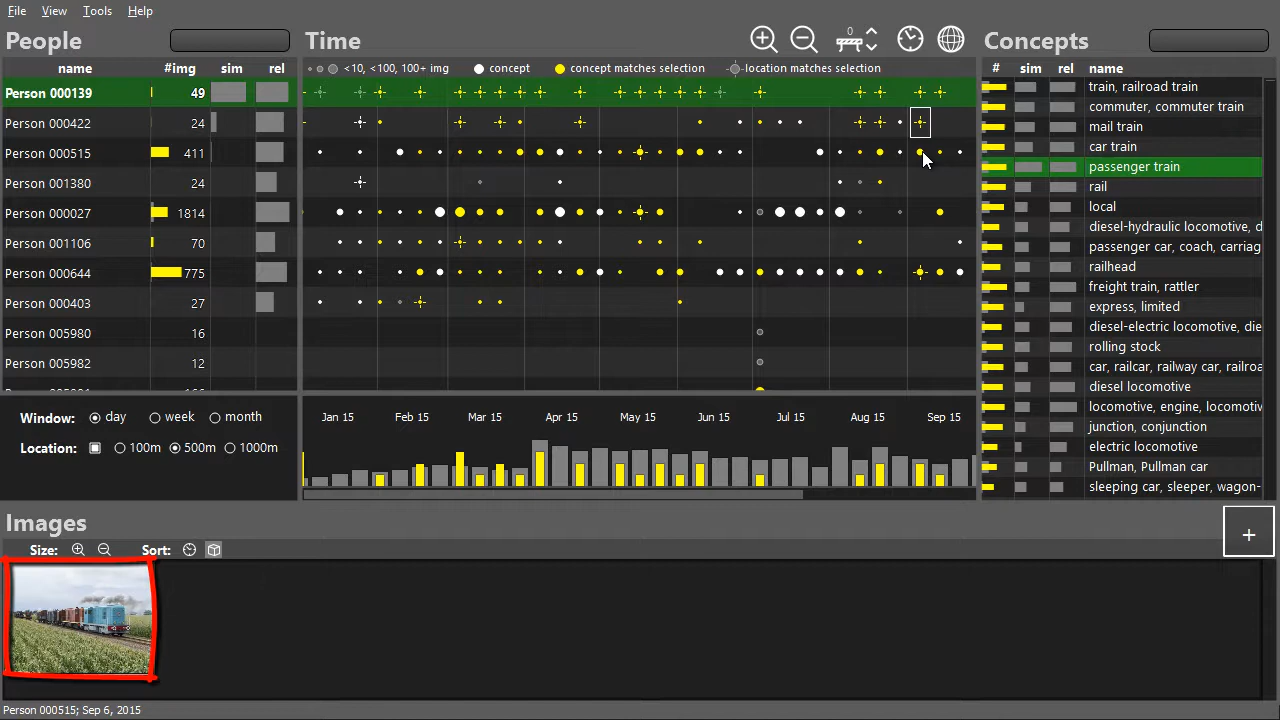 File View Tools Help
People
Time
Concepts
name #img sim rel
<10, <100, 100+ img concept concept matches selection location matches selection
0
# sim rel name
Person 000139 49
Person 000422 24
Person 000515 411
Person 001380 24
Person 000027 1814
Person 001106 70
Person 000644 775
Person 000403 27
Person 005980 16
Person 005982 12
train, railroad train
commuter, commuter train
mail train
car train
passenger train
rail
local
diesel-hydraulic locomotive, d
passenger car, coach, carriag
railhead
freight train, rattler
express, limited
diesel-electric locomotive, die
rolling stock
car, railcar, railway car, railroa
diesel locomotive
locomotive, engine, locomotiv
junction, conjunction
electric locomotive
Pullman, Pullman car
sleeping car, sleeper, wagon-
Window: day week month
Location: 100m 500m 1000m
Jan 15 Feb 15 Mar 15 Apr 15 May 15 Jun 15 Jul 15 Aug 15 Sep 15
Images
+
Size: Sort:
Person 000515; Sep 6, 2015